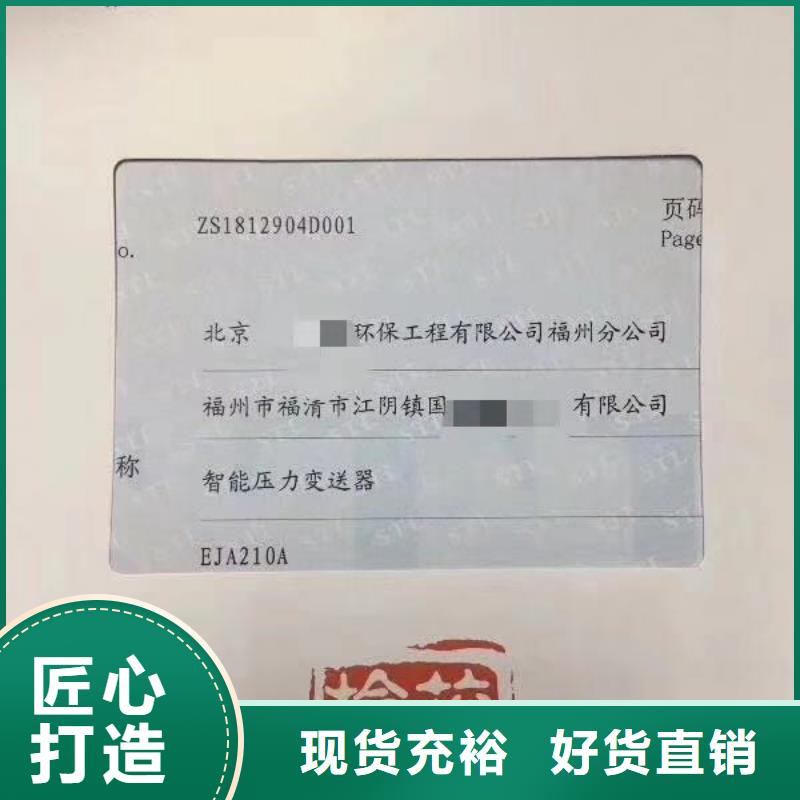 ZS1812904D001
页码
Page
o.
北京 环保工程有限公司福州分公司
福州市福清市江阴镇国 有限公司
称
智能压力变送器
EJA210A
匠心
打造
现货充裕 好货直销